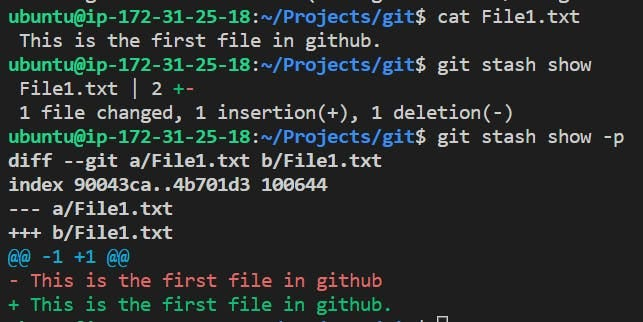 ubuntu@ip-172-31-25-18:~/Projects/git$ cat File1.txt
This is the first file in github.
ubuntu@ip-172-31-25-18:~/Projects/git$ git stash show
File1.txt | 2 +-
1 file changed, 1 insertion(+), 1 deletion(-)
ubuntu@ip-172-31-25-18:~/Projects/git$ git stash show -p
diff --git a/File1.txt b/File1.txt
index 90043ca..4b701d3 100644
--- a/File1.txt
+++ b/File1.txt
@@ -1 +1 @@
- This is the first file in github
+ This is the first file in github.